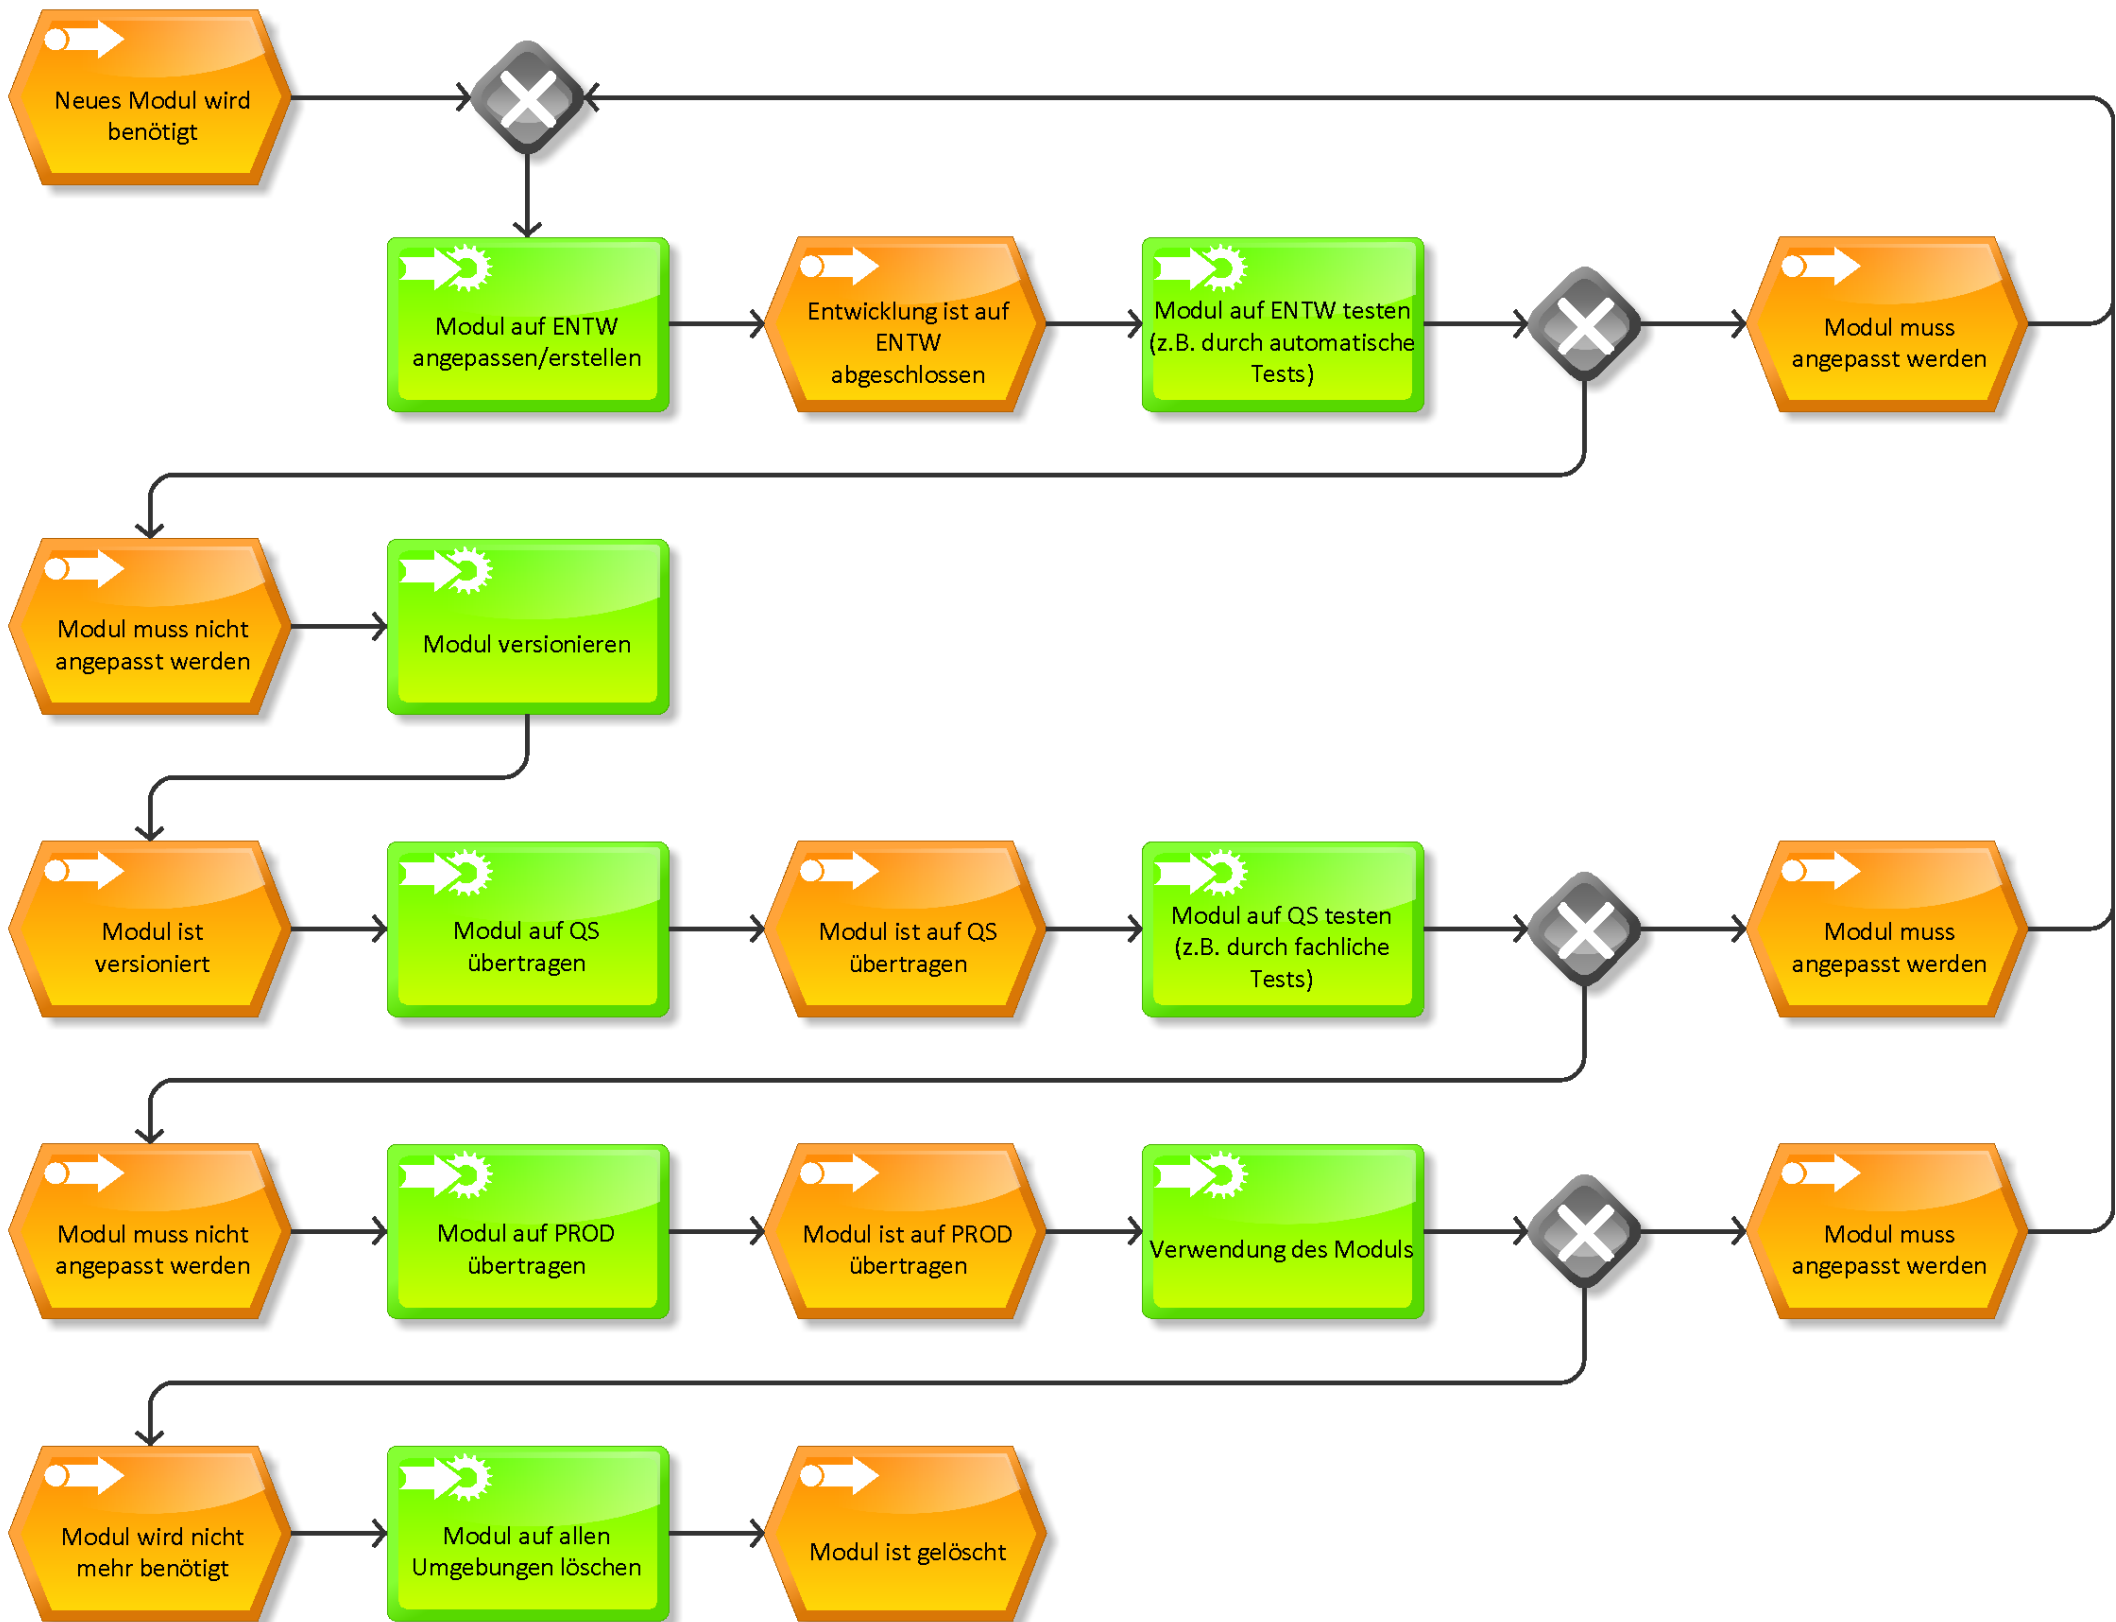 Neues Modul wird
benötigt
Modul auf ENTW
angepassen/erstellen
Entwicklung ist auf
ENTW
abgeschlossen
Modul auf ENTW testen
(z.B. durch automatische
Tests)
Modul muss
angepasst werden
Modul muss nicht
angepasst werden
Modul versionieren
Modul ist
versioniert
Modul auf QS
übertragen
Modul ist auf QS
übertragen
Modul auf QS testen
(z.B. durch fachliche
Tests)
Modul muss
angepasst werden
Modul muss nicht
angepasst werden
Modul auf PROD
übertragen
Modul ist auf PROD
übertragen
Verwendung des Moduls
Modul muss
angepasst werden
Modul wird nicht
mehr benötigt
Modul auf allen
Umgebungen löschen
Modul ist gelöscht